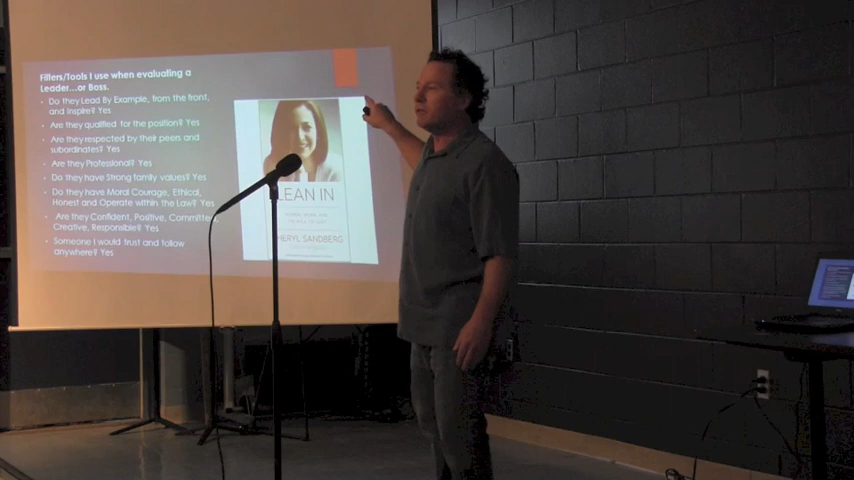 Filters/Tools I use when evaluating a
Leader...or Boss.
Do they Lead By Example, from the front,
and Inspire? Yes
Are they qualified for the position? Yes
Are they respected by their peers and
subordinates? Yes
Are they Professional? Yes
Do they have Strong family values? Yes
Do they have Moral Courage, Ethical,
Honest and Operate within the Law? Yes
Are they Confident, Positive, Committe
Creative, Responsible? Yes
Someone I would trust and follow
anywhere? Yes
LEAN IN
HERYL SANDBERG